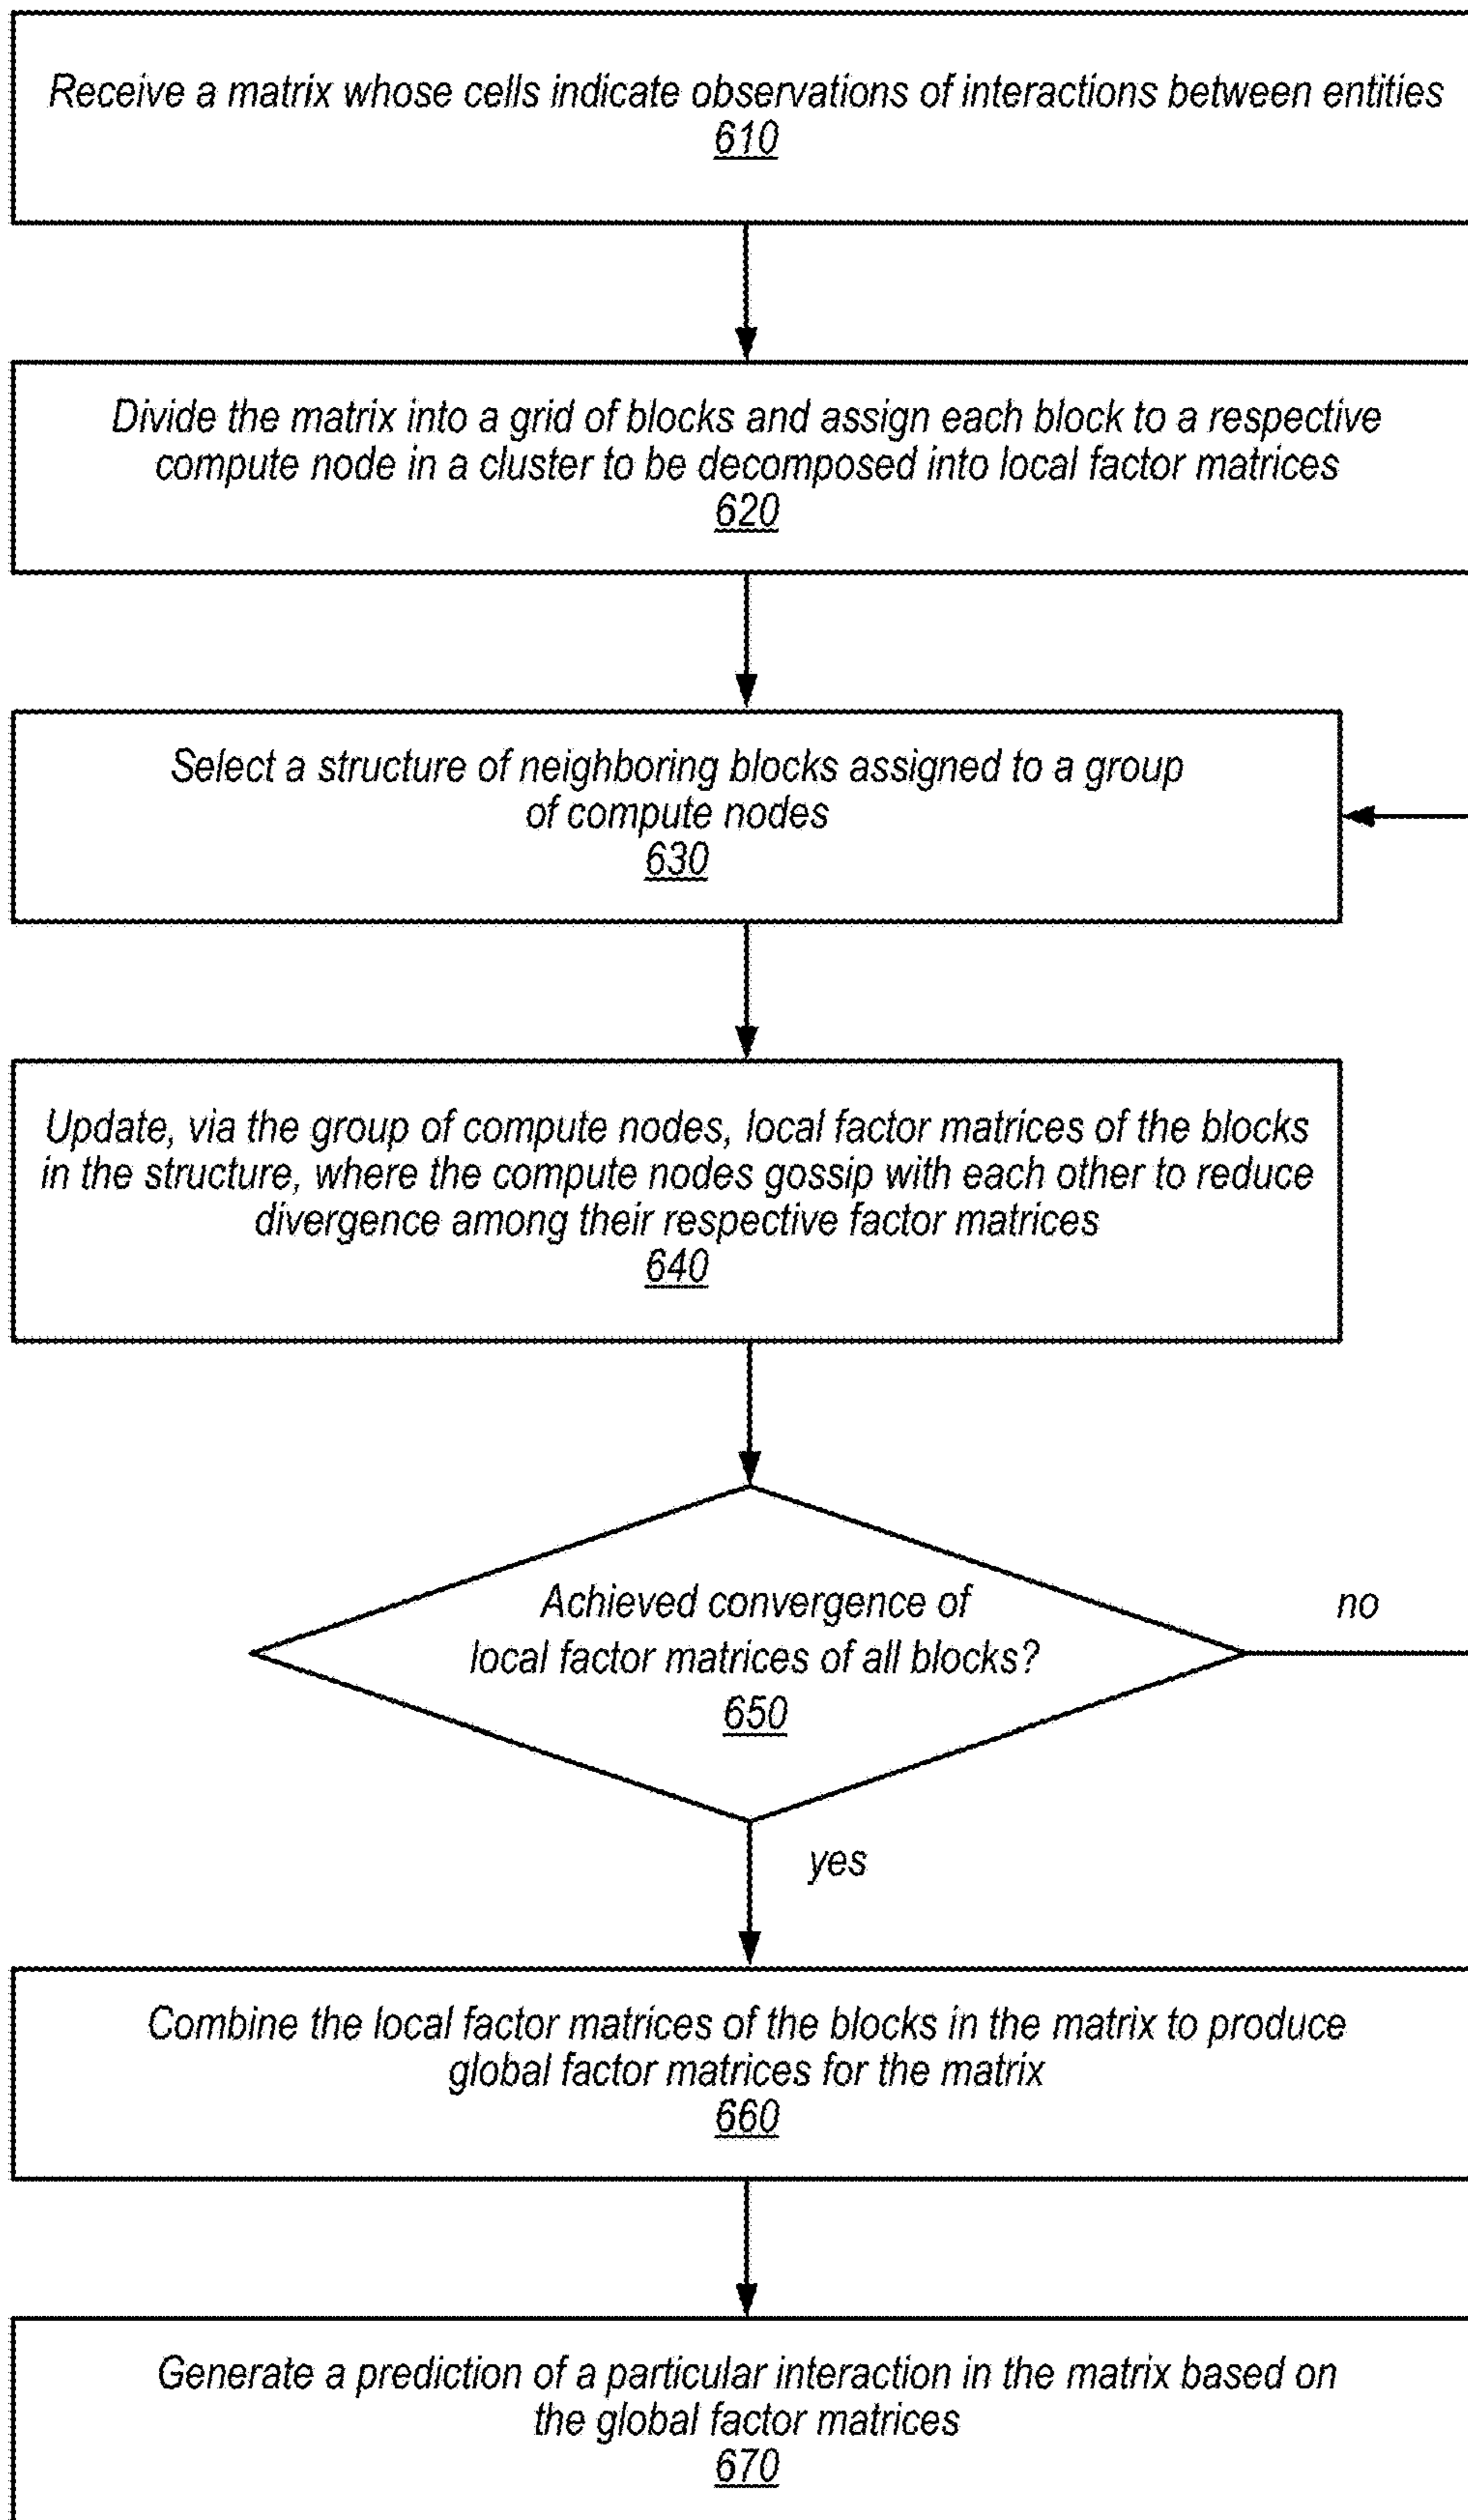 Receive a matrix whose cells indicate observations of interactions between entities
610
Divide the matrix into a grid of blocks and assign each block to a respective
compute node in a cluster to be decomposed into local factor matrices
620
Select a structure of neighboring blocks assigned to a group
of compute nodes
630
Update, via the group of compute nodes, local factor matrices of the blocks
in the structure, where the compute nodes gossip with each other to reduce
divergence among their respective factor matrices
640
Achieved convergence of
local factor matrices of all blocks?
650
no
yes
Combine the local factor matrices of the blocks in the matrix to produce
global factor matrices for the matrix
660
Generate a prediction of a particular interaction in the matrix based on
the global factor matrices
670